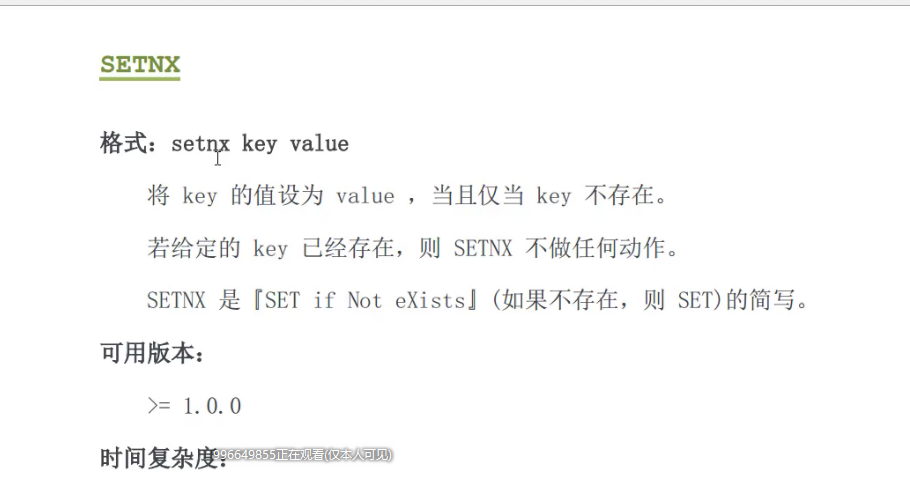 SETNX
格式：setnx key value
将 key 的值设为 value ，当且仅当 key 不存在。
若给定的 key 已经存在，则 SETNX 不做任何动作。
SETNX 是『SET if Not eXists』(如果不存在，则 SET)的简写。
可用版本：
>= 1.0.0
时间复杂度：
996649855正在观看(仅本人可见)